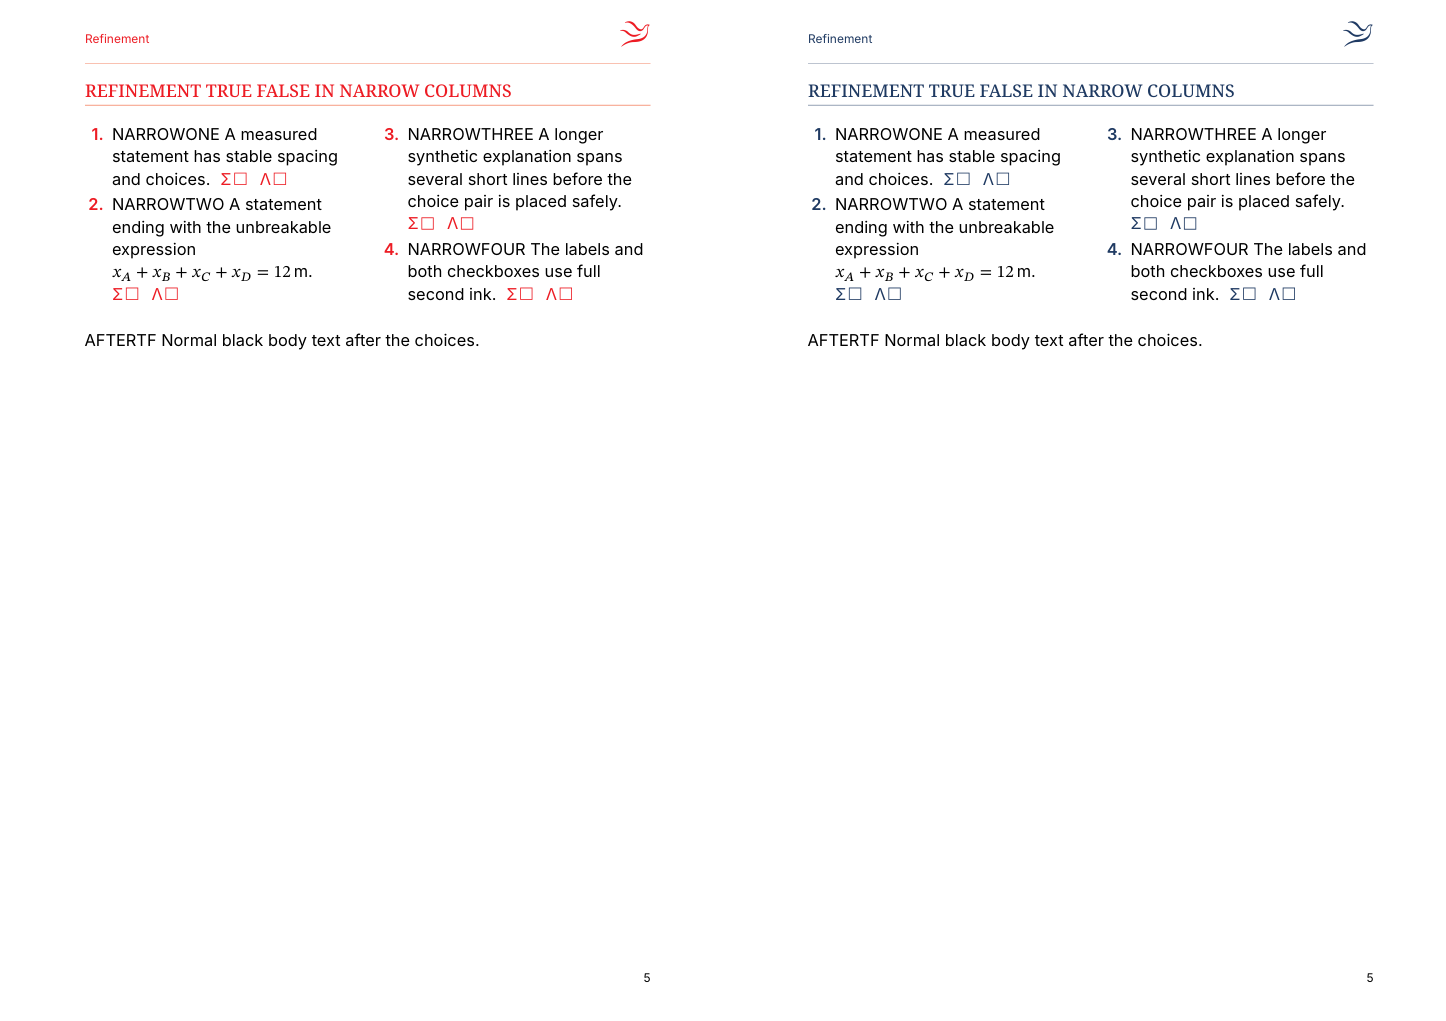 Refinement
REFINEMENT TRUE FALSE IN NARROW COLUMNS
1. NARROWONE A measured
statement has stable spacing
and choices. Σ☐ Λ☐
2. NARROWTWO A statement
ending with the unbreakable
expression
x_A + x_B + x_C + x_D = 12 m.
Σ☐ Λ☐
3. NARROWTHREE A longer
synthetic explanation spans
several short lines before the
choice pair is placed safely.
Σ☐ Λ☐
4. NARROWFOUR The labels and
both checkboxes use full
second ink. Σ☐ Λ☐
AFTERTF Normal black body text after the choices.
5
Refinement
REFINEMENT TRUE FALSE IN NARROW COLUMNS
1. NARROWONE A measured
statement has stable spacing
and choices. Σ☐ Λ☐
2. NARROWTWO A statement
ending with the unbreakable
expression
x_A + x_B + x_C + x_D = 12 m.
Σ☐ Λ☐
3. NARROWTHREE A longer
synthetic explanation spans
several short lines before the
choice pair is placed safely.
Σ☐ Λ☐
4. NARROWFOUR The labels and
both checkboxes use full
second ink. Σ☐ Λ☐
AFTERTF Normal black body text after the choices.
5